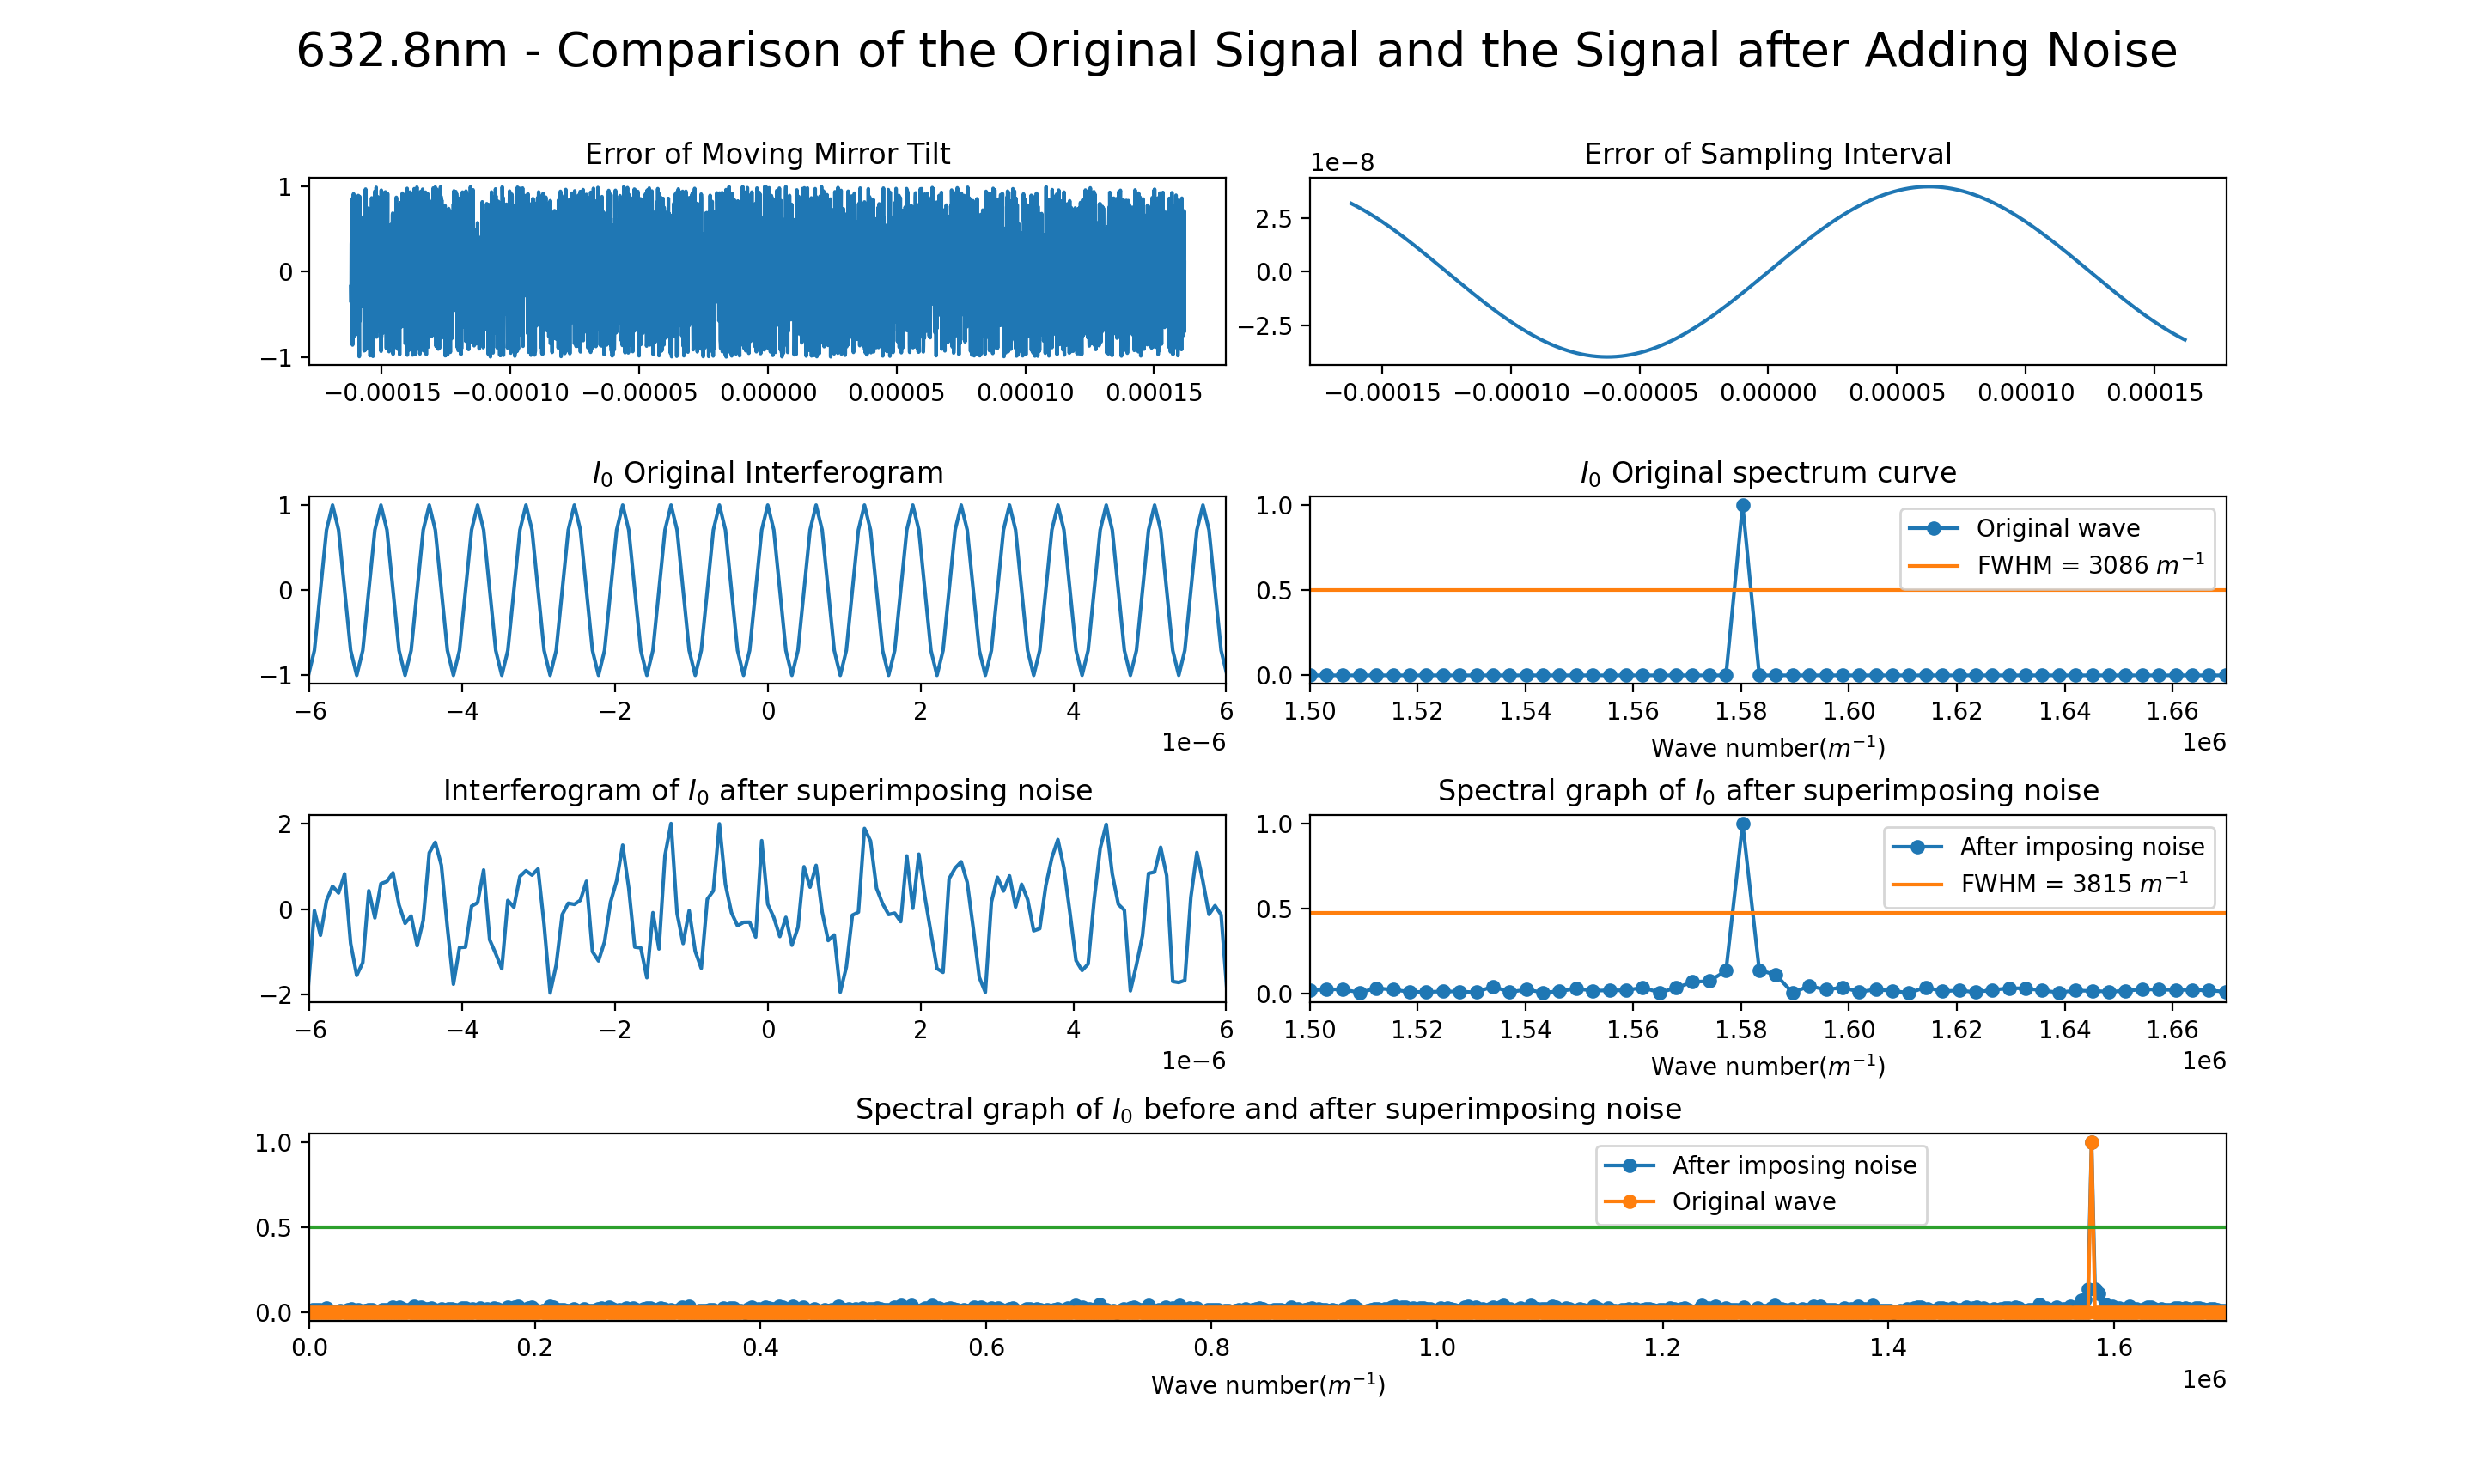 632.8nm - Comparison of the Original Signal and the Signal after Adding Noise
Error of Moving Mirror Tilt
1
0
−1
−0.00015 −0.00010 −0.00005 0.00000 0.00005 0.00010 0.00015
Error of Sampling Interval
1e−8
2.5
0.0
−2.5
−0.00015 −0.00010 −0.00005 0.00000 0.00005 0.00010 0.00015
I₀ Original Interferogram
1
0
−1
−6 −4 −2 0 2 4 6
1e−6
I₀ Original spectrum curve
1.0
0.5
0.0
Original wave
FWHM = 3086 m⁻¹
1.50 1.52 1.54 1.56 1.58 1.60 1.62 1.64 1.66
Wave number(m⁻¹)
1e6
Interferogram of I₀ after superimposing noise
2
0
−2
−6 −4 −2 0 2 4 6
1e−6
Spectral graph of I₀ after superimposing noise
1.0
0.5
0.0
After imposing noise
FWHM = 3815 m⁻¹
1.50 1.52 1.54 1.56 1.58 1.60 1.62 1.64 1.66
Wave number(m⁻¹)
1e6
Spectral graph of I₀ before and after superimposing noise
1.0
0.5
0.0
After imposing noise
Original wave
0.0 0.2 0.4 0.6 0.8 1.0 1.2 1.4 1.6
Wave number(m⁻¹)
1e6